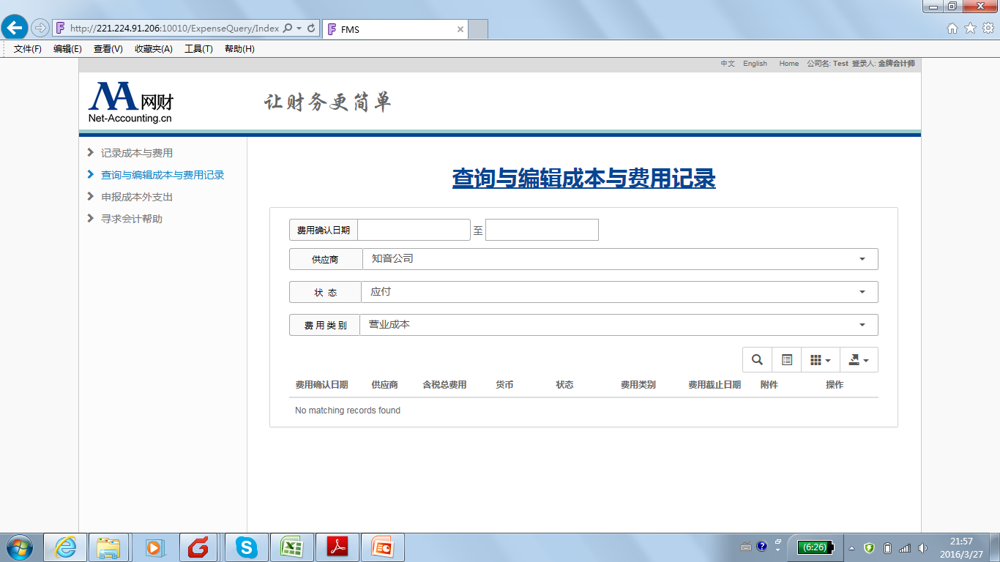 http://221.224.91.206:10010/ExpenseQuery/Index
FMS
文件(F) 编辑(E) 查看(V) 收藏夹(A) 工具(T) 帮助(H)
中文 English Home 公司名: Test 登录人: 金牌会计师
网财
Net-Accounting.cn
让财务更简单
记录成本与费用
查询与编辑成本与费用记录
申报成本外支出
寻求会计帮助
查询与编辑成本与费用记录
费用确认日期 至
供应商 知音公司
状 态 应付
费 用 类 别 营业成本
费用确认日期 供应商 含税总费用 货币 状态 费用类别 费用截止日期 附件 操作
No matching records found
(6:26)
21:57
2016/3/27